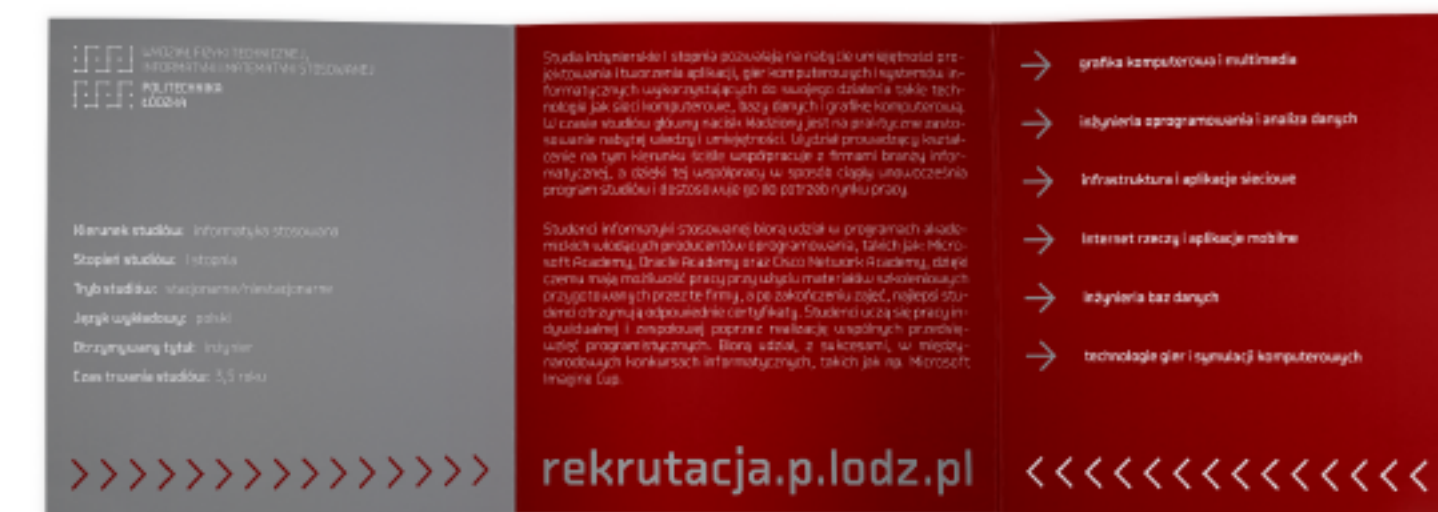 WYDZIAŁ FIZYKI TECHNICZNEJ,
INFORMATYKI I MATEMATYKI STOSOWANEJ
POLITECHNIKA
ŁÓDZKA
Kierunek studiów: informatyka stosowana
Stopień studiów: I stopnia
Tryb studiów: stacjonarne/niestacjonarne
Język wykładowy: polski
Otrzymywany tytuł: inżynier
Czas trwania studiów: 3,5 roku
Studia inżynierskie I stopnia pozwalają na nabycie umiejętności pro-
jektowania i tworzenia aplikacji, gier komputerowych i systemów in-
formatycznych wykorzystujących do swojego działania takie tech-
nologie jak sieci komputerowe, bazy danych i grafikę komputerową.
W czasie studiów główny nacisk kładziony jest na praktyczne zasto-
sowanie nabytej wiedzy i umiejętności. Wydział prowadzący kształ-
cenie na tym kierunku ściśle współpracuje z firmami branży infor-
matycznej, a dzięki tej współpracy w sposób ciągły unowocześnia
program studiów i dostosowuje go do potrzeb rynku pracy.
Studenci informatyki stosowanej biorą udział w programach akade-
mickich wiodących producentów oprogramowania, takich jak: Micro-
soft Academy, Oracle Academy oraz Cisco Network Academy, dzięki
czemu mają możliwość pracy przy użyciu materiałów szkoleniowych
przygotowanych przez te firmy, a po zakończeniu zajęć, najlepsi stu-
denci otrzymują odpowiednie certyfikaty. Studenci uczą się pracy in-
dywidualnej i zespołowej poprzez realizację wspólnych przedsię-
wzięć programistycznych. Biorą udział, z sukcesami, w między-
narodowych konkursach informatycznych, takich jak np. Microsoft
Imagine Cup.
rekrutacja.p.lodz.pl
grafika komputerowa i multimedia
inżynieria oprogramowania i analiza danych
infrastruktura i aplikacje sieciowe
Internet rzeczy i aplikacje mobilne
inżynieria baz danych
technologie gier i symulacji komputerowych